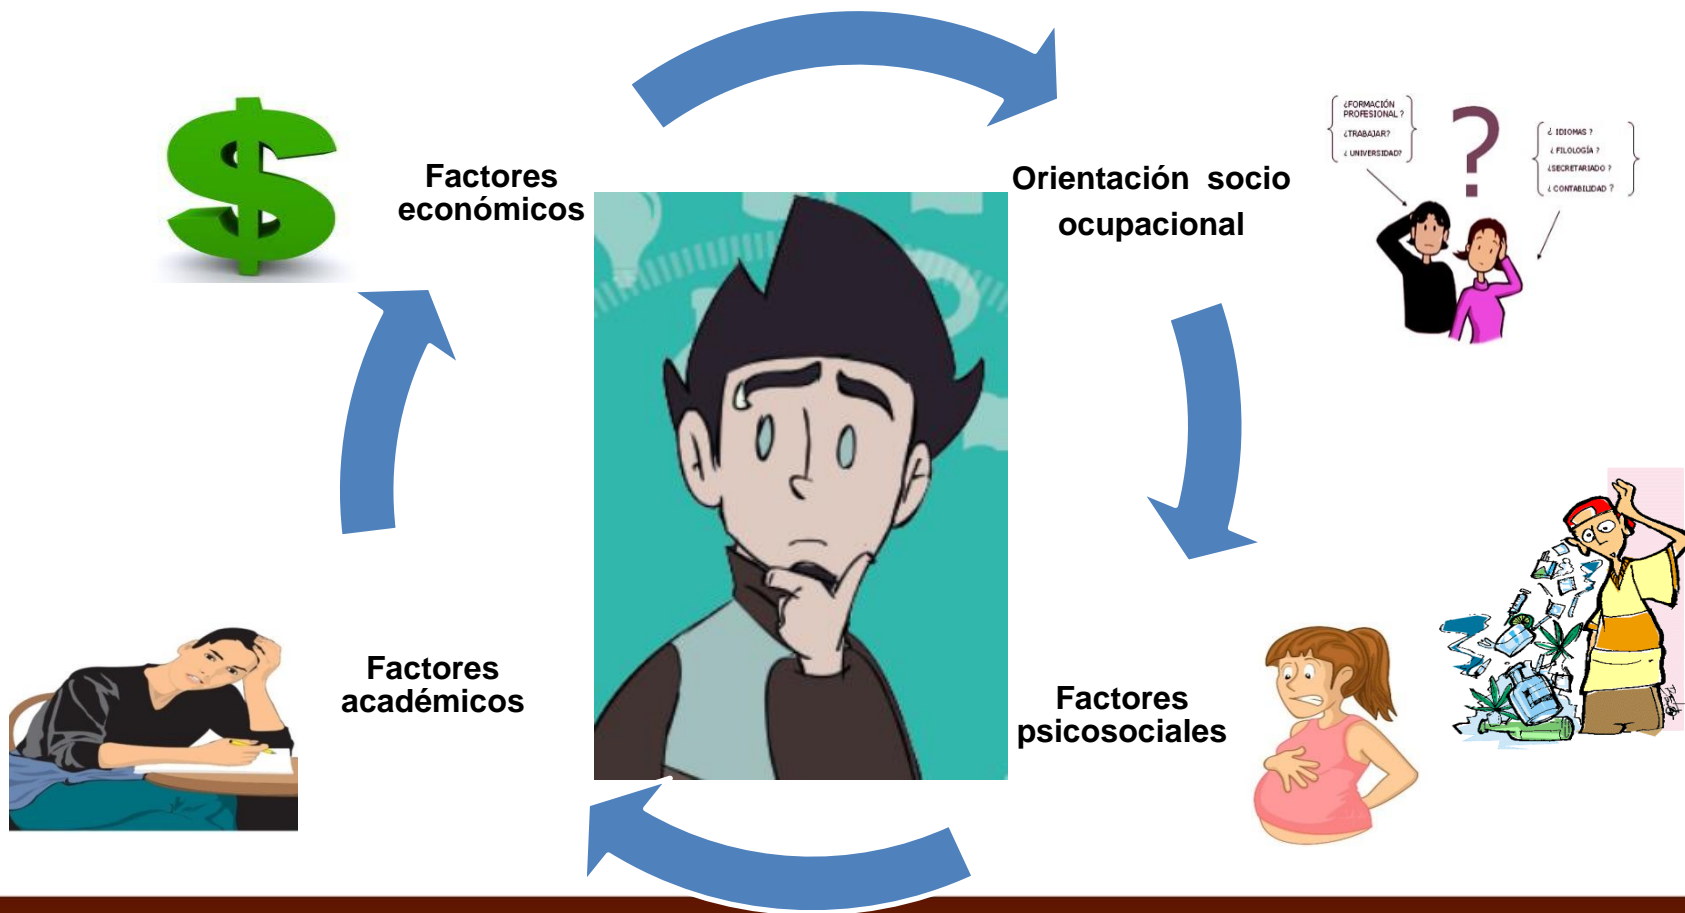 Factores
económicos
Orientación socio
ocupacional
¿FORMACIÓN
PROFESIONAL?
¿TRABAJAR?
¿ UNIVERSIDAD?
?
¿ IDIOMAS ?
¿ FILOLOGÍA ?
¿SECRETARIADO ?
¿ CONTABILIDAD ?
Factores
académicos
Factores
psicosociales